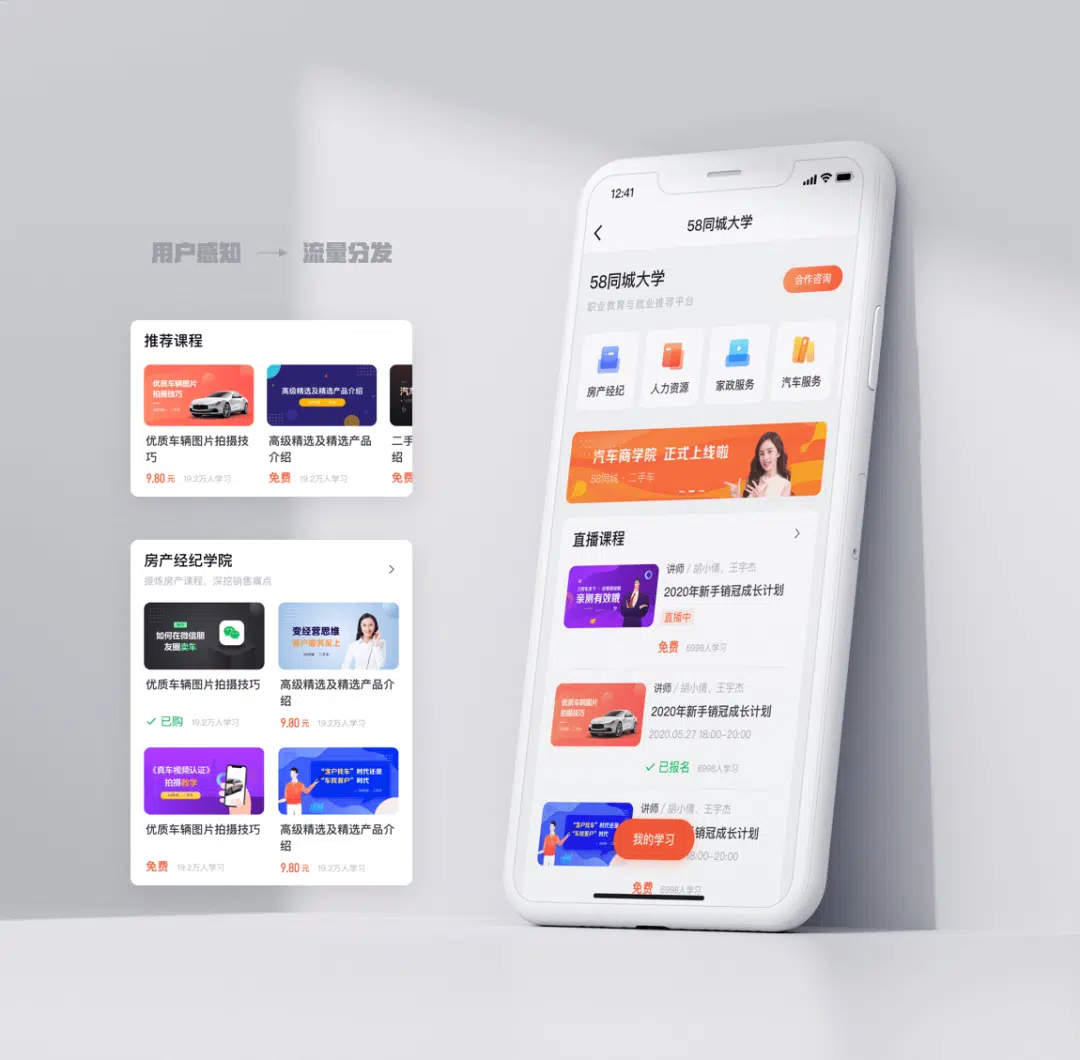 用户感知 → 流量分发
推荐课程
优质车辆图片
拍摄技巧
高级精选及精选产品介绍
优质车辆图片拍摄技
巧
高级精选及精选产品
介绍
二手
绍
9.80元 19.2万人学习
免费 19.2万人学习
免费
房产经纪学院
提炼房产课程、深挖销售痛点
如何在微信朋
友圈卖车
变经营思维
客户服务至上
优质车辆图片拍摄技巧
高级精选及精选产品介
绍
已购 19.2万人学习
9.80元 19.2万人学习
《真车视频认证》
拍摄教学
“客户找车”时代还是
“车找客户”时代
优质车辆图片拍摄技巧
高级精选及精选产品介
绍
免费 19.2万人学习
9.80元 19.2万人学习
12:41
58同城大学
58同城大学
职业教育与就业推荐平台
合作咨询
房产经纪
人力资源
家政服务
汽车服务
汽车商学院 正式上线啦
58同城 · 二手车
直播课程
亲测有效哦
讲师 / 胡小倩、王宇杰
2020年新手销冠成长计划
直播中
免费 6998人学习
优质车辆图片
拍摄技巧
讲师 / 胡小倩、王宇杰
2020年新手销冠成长计划
2020.05.27 18:00-20:00
已报名 6998人学习
“客户找车”时代还是
“车找客户”时代
讲师 / 胡小倩、王宇杰
销冠成长计划
18:00-20:00
我的学习
免费 6998人学习